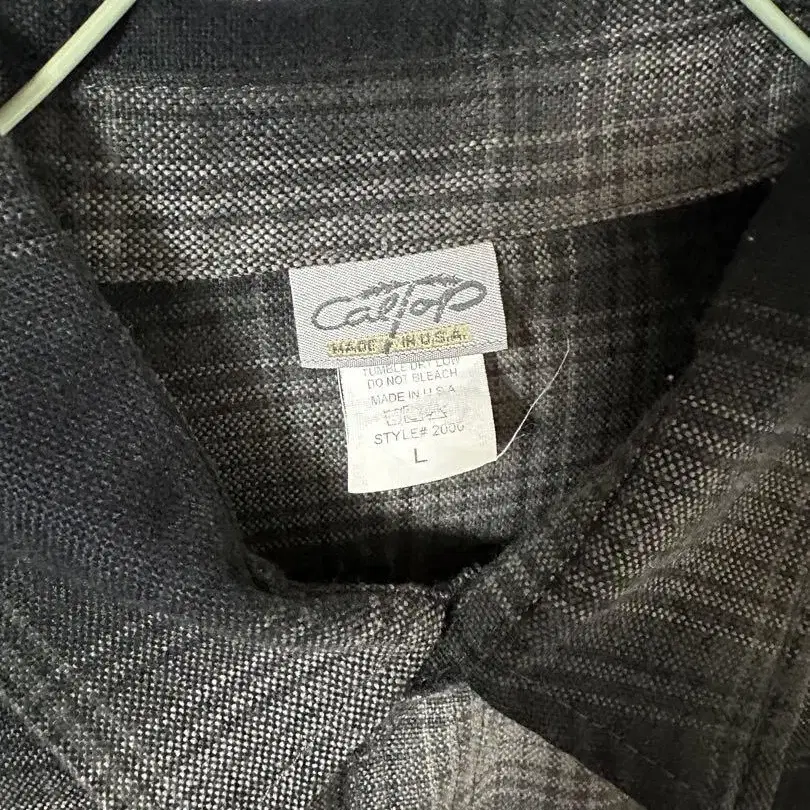 CalTop
MADE IN U.S.A.
TUMBLE DRY LOW
DO NOT BLEACH
MADE IN U.S.A
STYLE# 2000
L